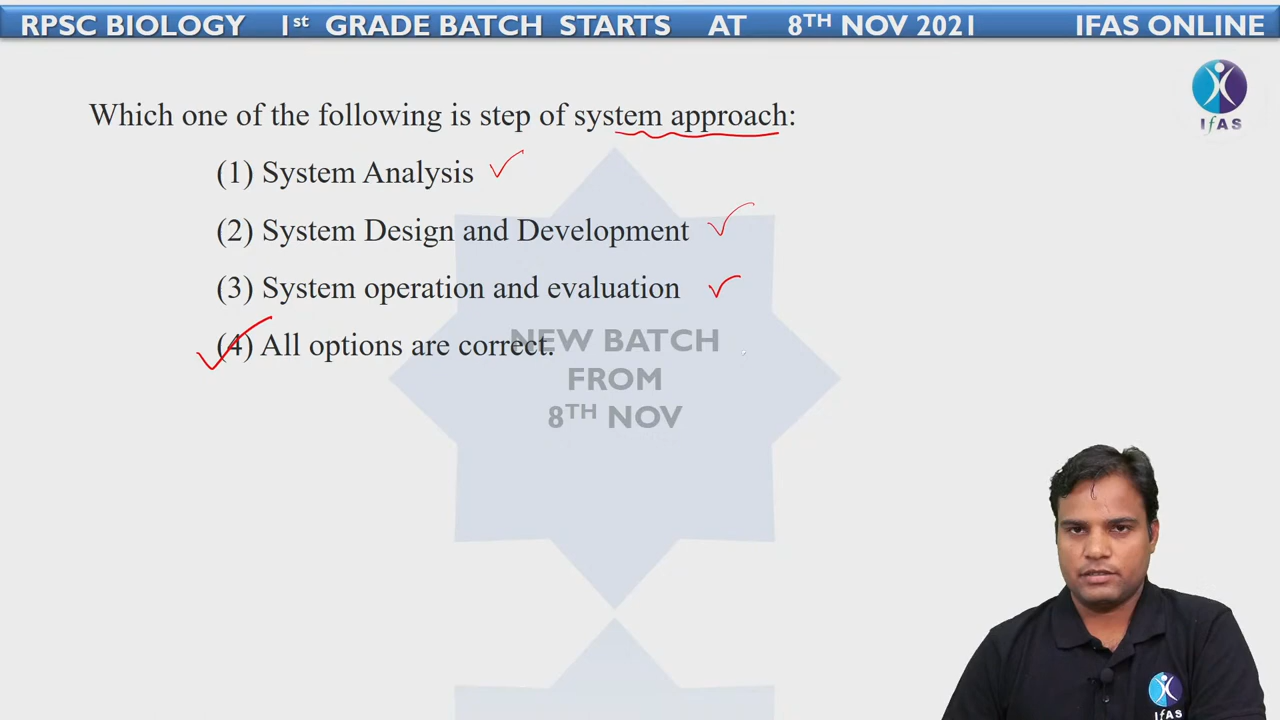 RPSC BIOLOGY 1st GRADE BATCH STARTS AT 8TH NOV 2021 IFAS ONLINE
IfAS
Which one of the following is step of system approach:
(1) System Analysis
(2) System Design and Development
(3) System operation and evaluation
(4) All options are correct.
NEW BATCH
FROM
8TH NOV
IfAS